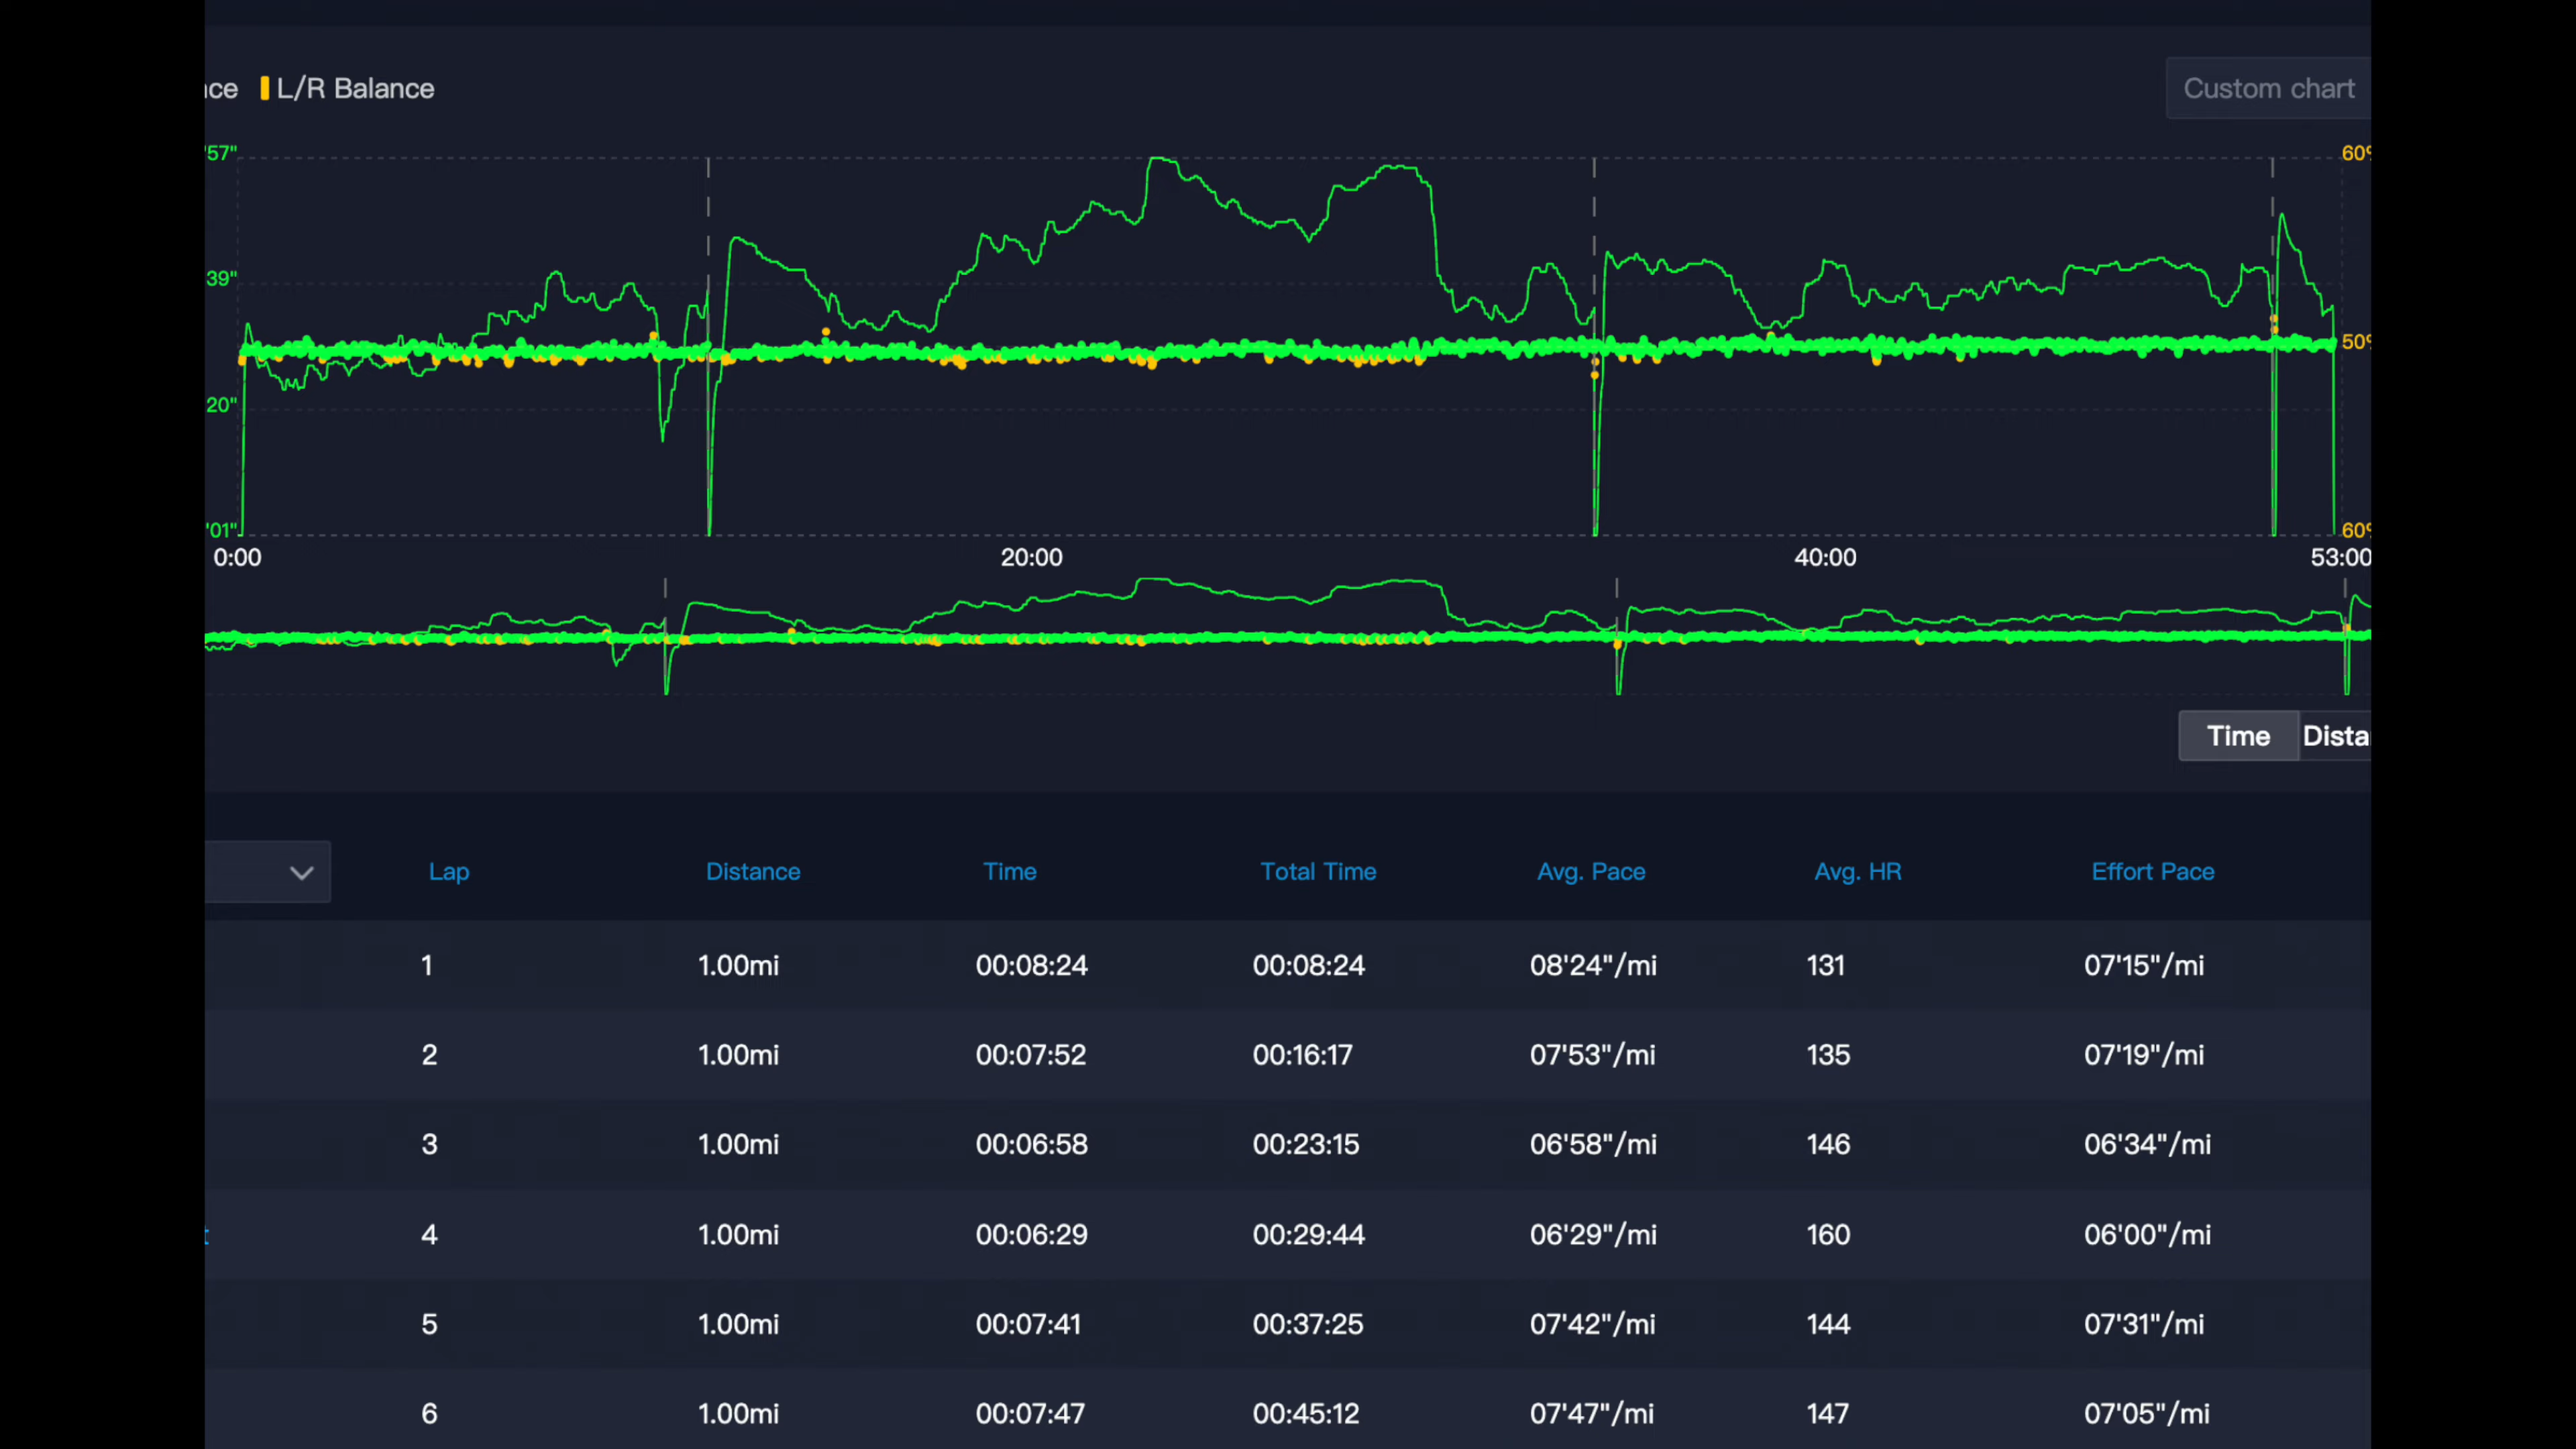 L/R Balance
Custom chart
'57"
39"
20"
'01"
50%
0:00 20:00 40:00 53:00
Time
Lap Distance Time Total Time Avg. Pace Avg. HR Effort Pace
1 1.00mi 00:08:24 00:08:24 08'24"/mi 131 07'15"/mi
2 1.00mi 00:07:52 00:16:17 07'53"/mi 135 07'19"/mi
3 1.00mi 00:06:58 00:23:15 06'58"/mi 146 06'34"/mi
4 1.00mi 00:06:29 00:29:44 06'29"/mi 160 06'00"/mi
5 1.00mi 00:07:41 00:37:25 07'42"/mi 144 07'31"/mi
6 1.00mi 00:07:47 00:45:12 07'47"/mi 147 07'05"/mi